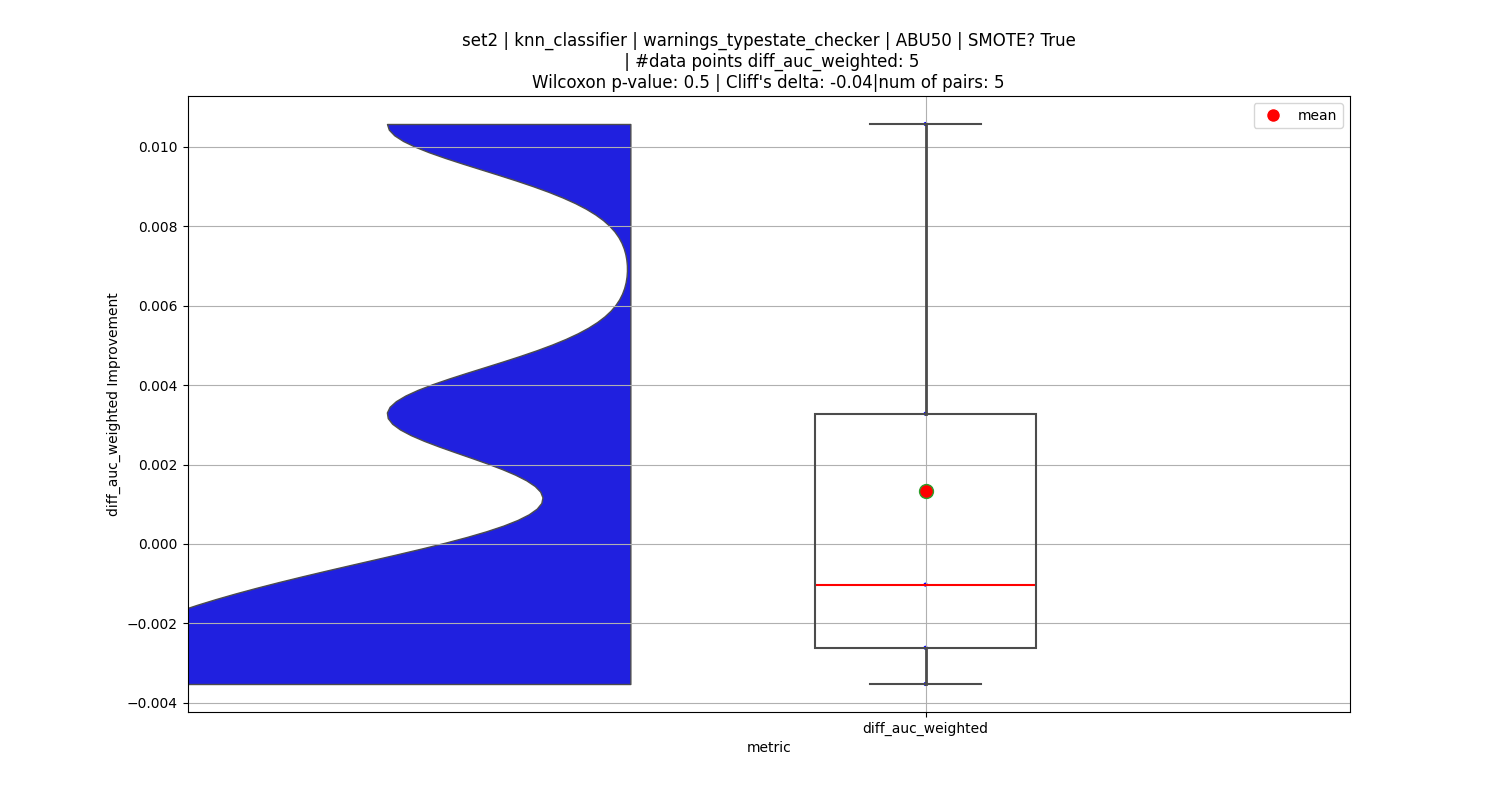 set2 | knn_classifier | warnings_typestate_checker | ABU50 | SMOTE? True
| #data points diff_auc_weighted: 5
Wilcoxon p-value: 0.5 | Cliff's delta: -0.04|num of pairs: 5
mean
0.010
0.008
0.006
0.004
0.002
0.000
−0.002
−0.004
diff_auc_weighted Improvement
diff_auc_weighted
metric